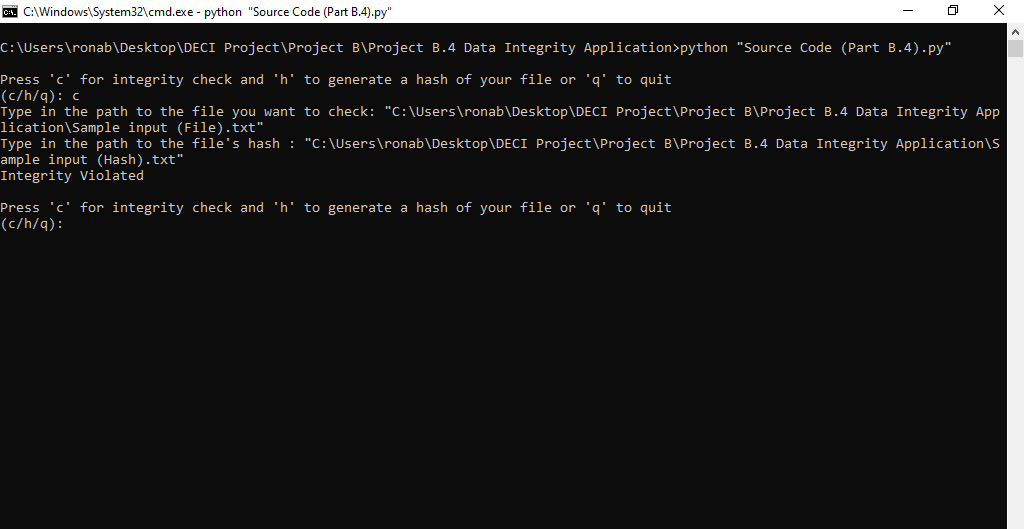 C:\Windows\System32\cmd.exe - python "Source Code (Part B.4).py"
C:\Users\ronab\Desktop\DECI Project\Project B\Project B.4 Data Integrity Application>python "Source Code (Part B.4).py"
Press 'c' for integrity check and 'h' to generate a hash of your file or 'q' to quit
(c/h/q): c
Type in the path to the file you want to check: "C:\Users\ronab\Desktop\DECI Project\Project B\Project B.4 Data Integrity App
lication\Sample input (File).txt"
Type in the path to the file's hash : "C:\Users\ronab\Desktop\DECI Project\Project B\Project B.4 Data Integrity Application\S
ample input (Hash).txt"
Integrity Violated
Press 'c' for integrity check and 'h' to generate a hash of your file or 'q' to quit
(c/h/q):